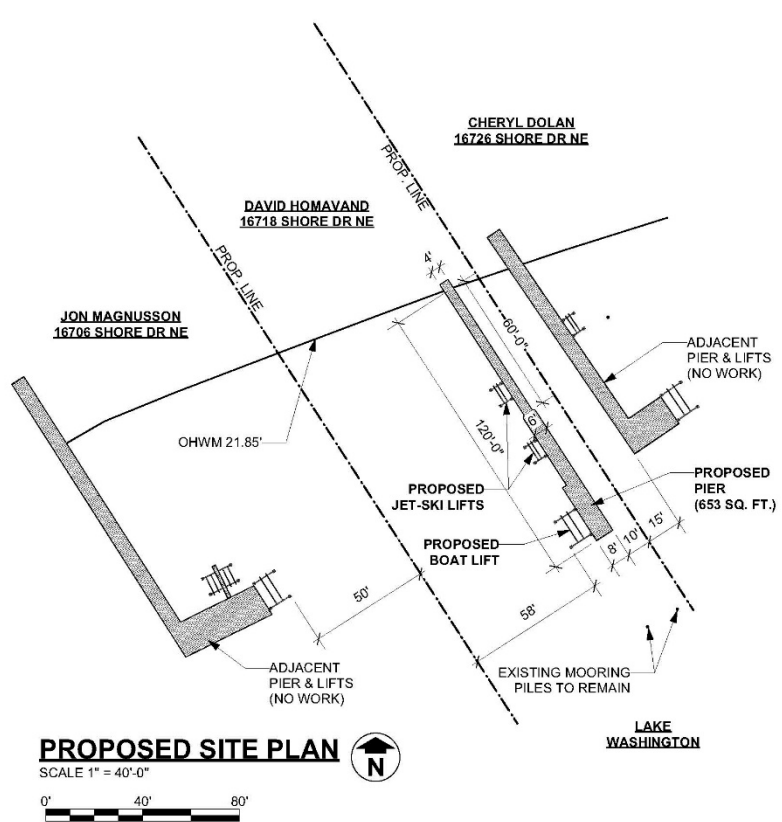 CHERYL DOLAN
16726 SHORE DR NE
PROP. LINE
DAVID HOMAVAND
16718 SHORE DR NE
PROP. LINE
4'
JON MAGNUSSON
16706 SHORE DR NE
60'-0"
ADJACENT
PIER & LIFTS
(NO WORK)
OHWM 21.85'
120'-0"
6'
PROPOSED
JET-SKI LIFTS
PROPOSED
PIER
(653 SQ. FT.)
PROPOSED
BOAT LIFT
8'
10'
15'
50'
58'
ADJACENT
PIER & LIFTS
(NO WORK)
EXISTING MOORING
PILES TO REMAIN
LAKE
WASHINGTON
PROPOSED SITE PLAN
N
SCALE 1" = 40'-0"
0' 40' 80'